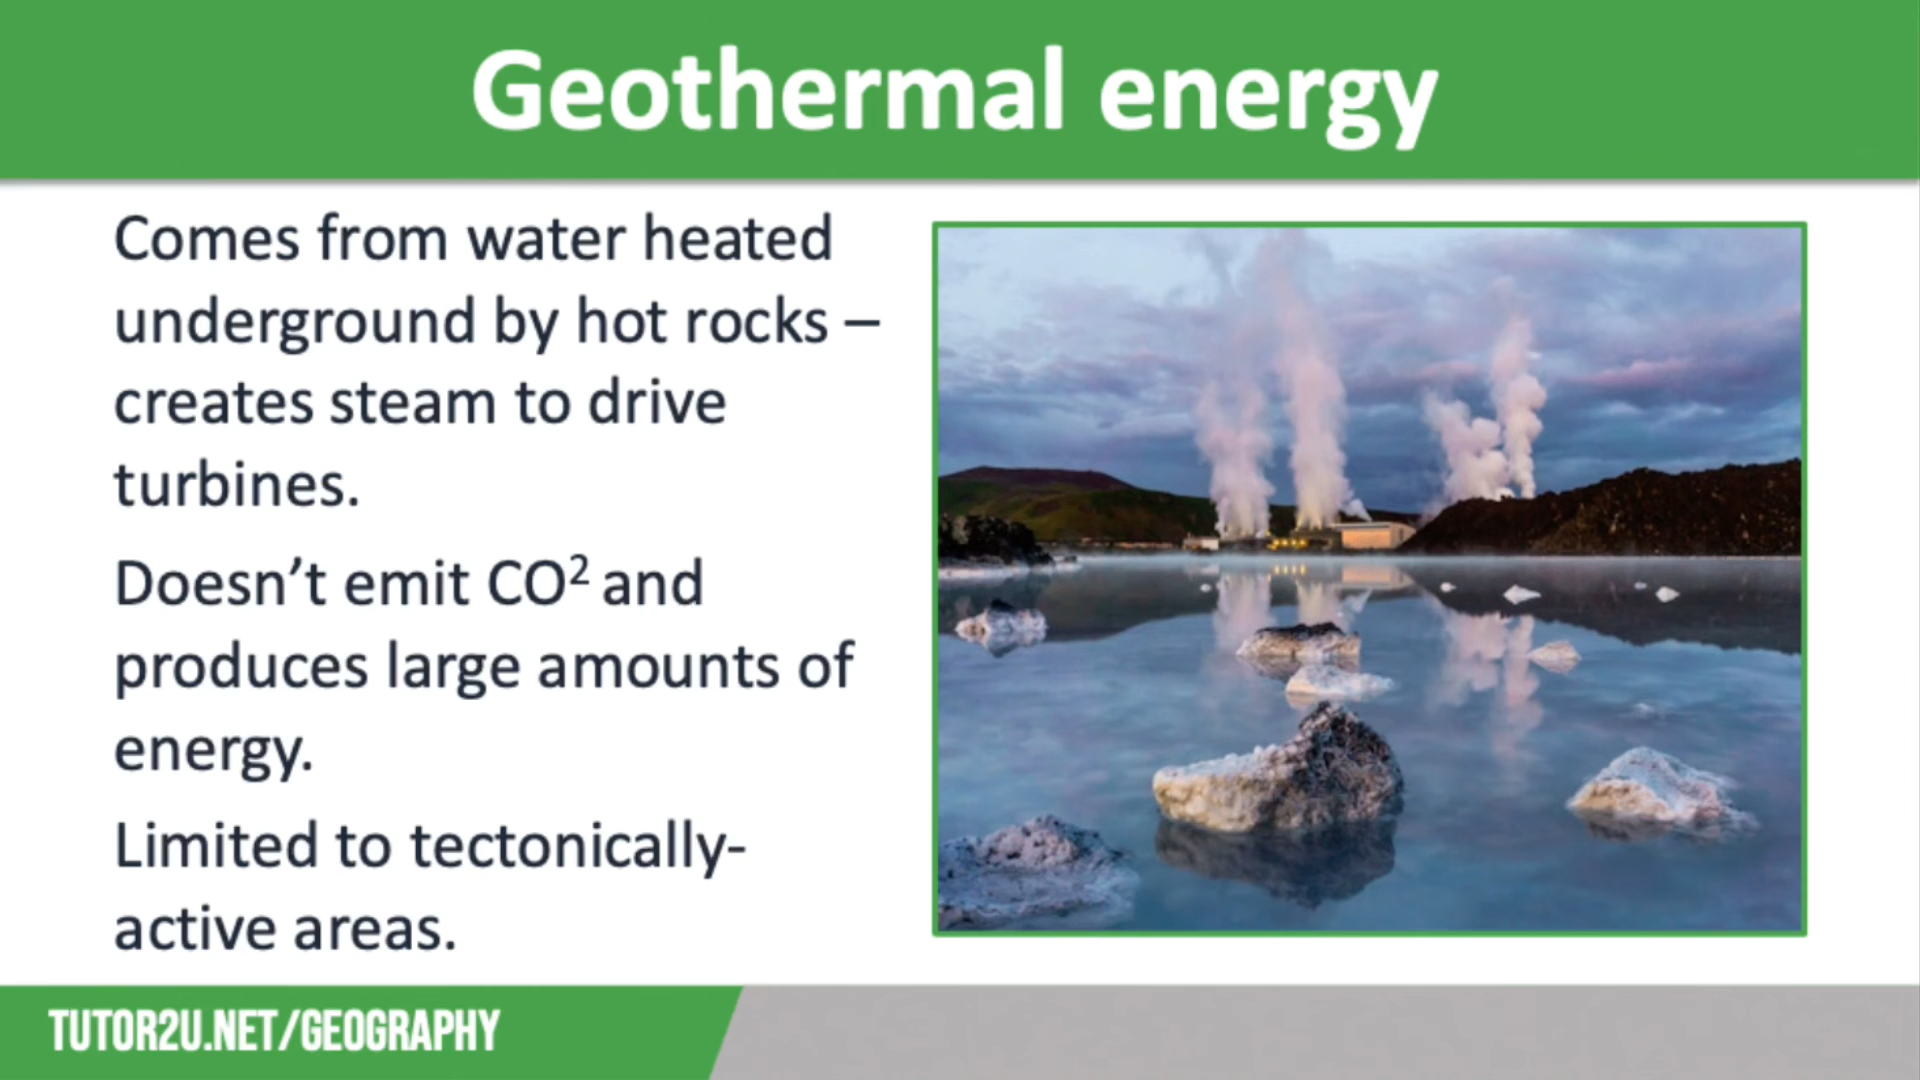 Geothermal energy
Comes from water heated
underground by hot rocks –
creates steam to drive
turbines.
Doesn’t emit CO² and
produces large amounts of
energy.
Limited to tectonically-
active areas.
TUTOR2U.NET/GEOGRAPHY